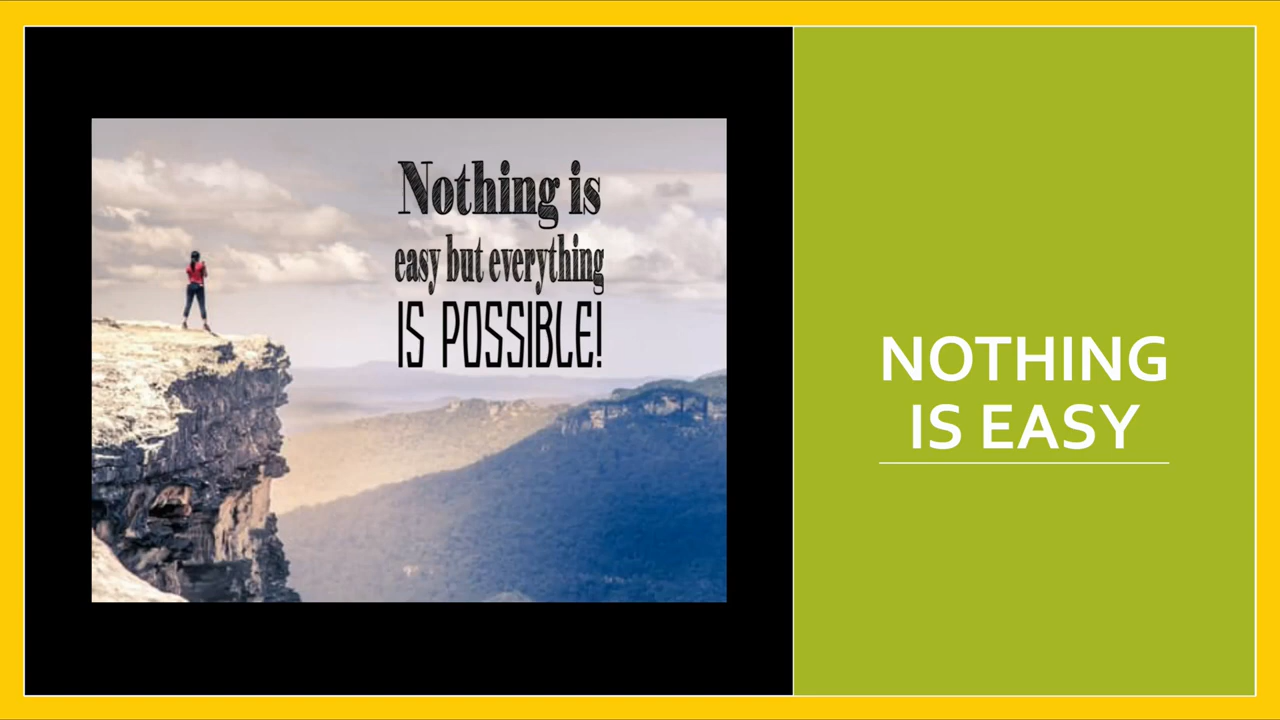 Nothing is
easy but everything
IS POSSIBLE!
NOTHING
IS EASY